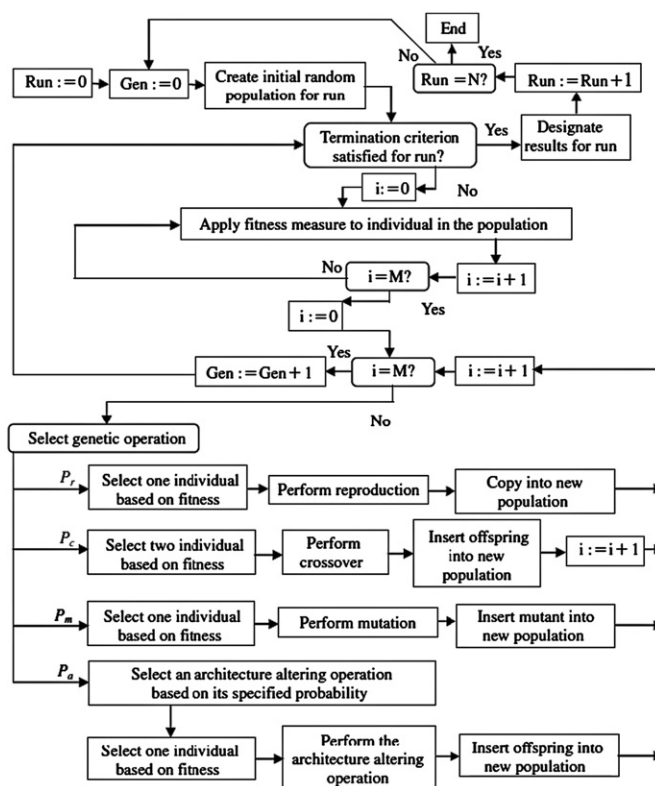 End
No
Yes
Run :=0
Gen :=0
Create initial random
population for run
Run =N?
Run :=Run+1
Termination criterion
satisfied for run?
Yes
Designate
results for run
i:=0
No
Apply fitness measure to individual in the population
No
i=M?
i :=i+1
i:=0
Yes
Yes
Gen :=Gen+1
i=M?
i :=i+1
No
Select genetic operation
Pr
Select one individual
based on fitness
Perform reproduction
Copy into new
population
Pc
Select two individual
based on fitness
Perform
crossover
Insert offspring
into new
population
i :=i+1
Pm
Select one individual
based on fitness
Perform mutation
Insert mutant into
new population
Pa
Select an architecture altering operation
based on its specified probability
Select one individual
based on fitness
Perform the
architecture altering
operation
Insert offspring into
new population